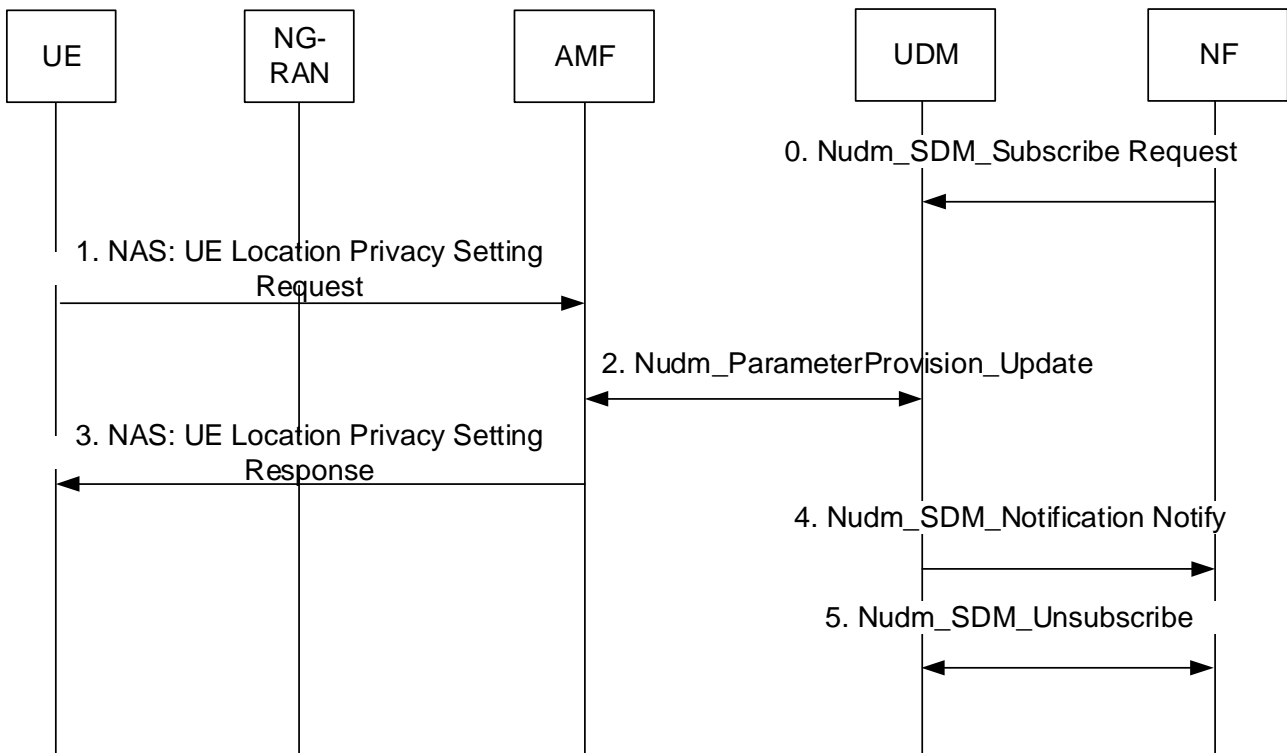 UE
NG-
RAN
AMF
UDM
NF
0. Nudm_SDM_Subscribe Request
1. NAS: UE Location Privacy Setting
Request
2. Nudm_ParameterProvision_Update
3. NAS: UE Location Privacy Setting
Response
4. Nudm_SDM_Notification Notify
5. Nudm_SDM_Unsubscribe